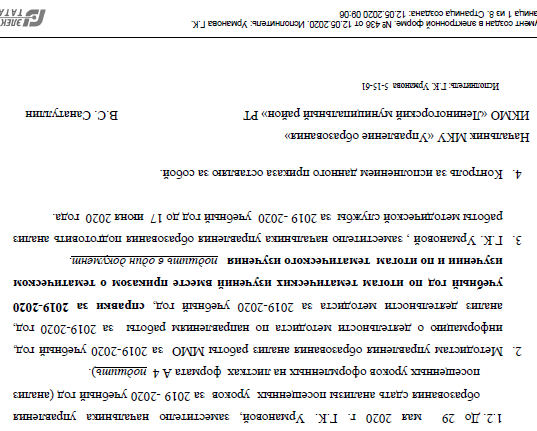 1.2. До 29 мая 2020 г. Г.К. Урмановой, заместителю начальника управления
образования сдать анализы посещенных уроков за 2019 -2020 учебный год (анализ
посещенных уроков оформленных на листках формата А 4 подшить).
2. Методистам управления образования анализ работы ММО за 2019-2020 учебный год,
информацию о деятельности методиста по направлениям работы за 2019-2020 год,
анализ деятельности методиста за 2019-2020 учебный год, справки за 2019-2020
учебный год по итогам тематических изучений вместе приказом о тематическом
изучении и по итогам тематического изучения подшить в один документ.
3. Г.К. Урмановой , заместителю начальника управления образования подготовить анализ
работы методической службы за 2019 -2020 учебный год до 17 июня 2020 года.
4. Контроль за исполнением данного приказа оставляю за собой.
Начальник МКУ «Управление образования»
ИКМО «Лениногорский муниципальный район» РТ В.С. Санатуллин
Исполнитель: Г.К. Урманова 5-15-61
умент создан в электронной форме. № 436 от 12.05.2020. Исполнитель: Урманова Г.К.
аница 1 из 8. Страница создана: 12.05.2020 09:06
ЭЛЕК
ТАТА